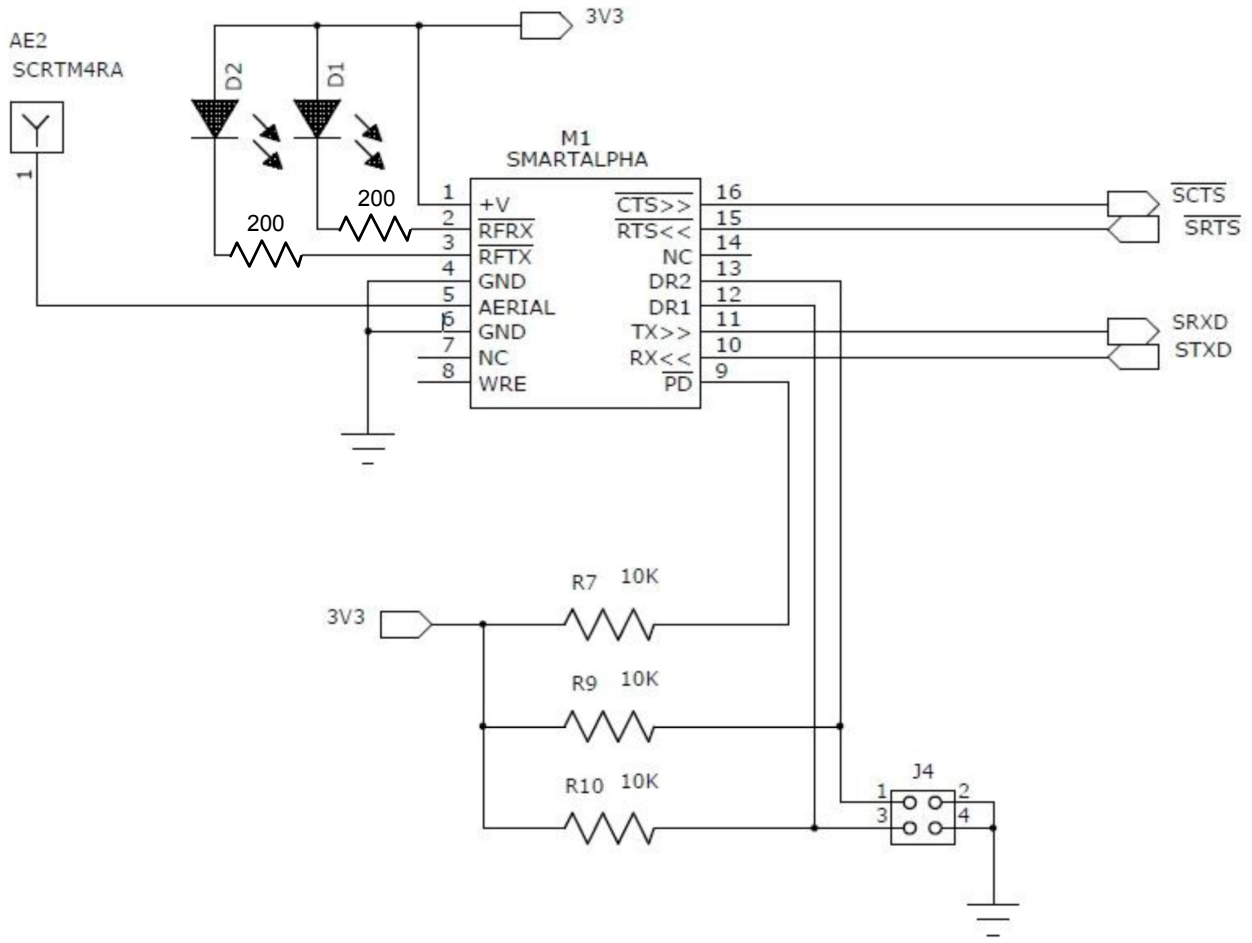 3V3
AE2
SCRTM4RA
D2
D1
1
M1
SMARTALPHA
200
200
1
+V
2
RFRX
3
RFTX
4
GND
5
AERIAL
6
GND
7
NC
8
WRE
16
CTS>>
15
RTS<<
14
NC
13
DR2
12
DR1
11
TX>>
10
RX<<
9
PD
SCTS
SRTS
SRXD
STXD
R7 10K
3V3
R9 10K
R10 10K
J4
1 2
3 4